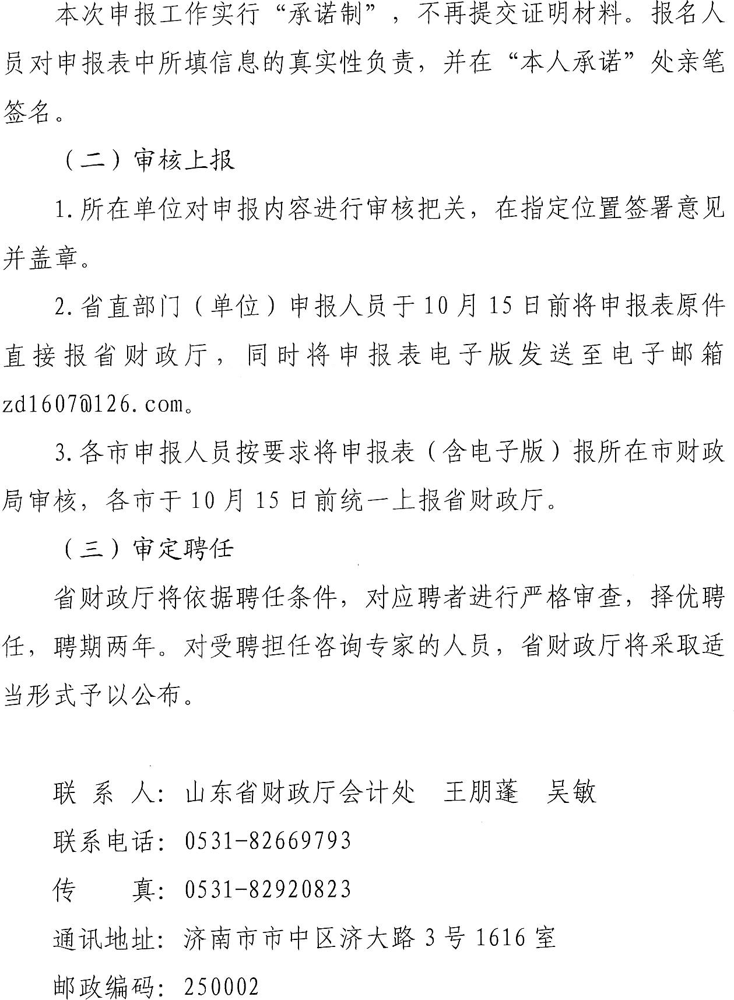 本次申报工作实行“承诺制”，不再提交证明材料。报名人
员对申报表中所填信息的真实性负责，并在“本人承诺”处亲笔
签名。
（二）审核上报
1.所在单位对申报内容进行审核把关，在指定位置签署意见
并盖章。
2.省直部门（单位）申报人员于10月15日前将申报表原件
直接报省财政厅，同时将申报表电子版发送至电子邮箱
zd1607@126.com。
3.各市申报人员按要求将申报表（含电子版）报所在市财政
局审核，各市于10月15日前统一上报省财政厅。
（三）审定聘任
省财政厅将依据聘任条件，对应聘者进行严格审查，择优聘
任，聘期两年。对受聘担任咨询专家的人员，省财政厅将采取适
当形式予以公布。
联 系 人：山东省财政厅会计处 王朋蓬 吴敏
联系电话：0531-82669793
传 真：0531-82920823
通讯地址：济南市市中区济大路3号1616室
邮政编码：250002